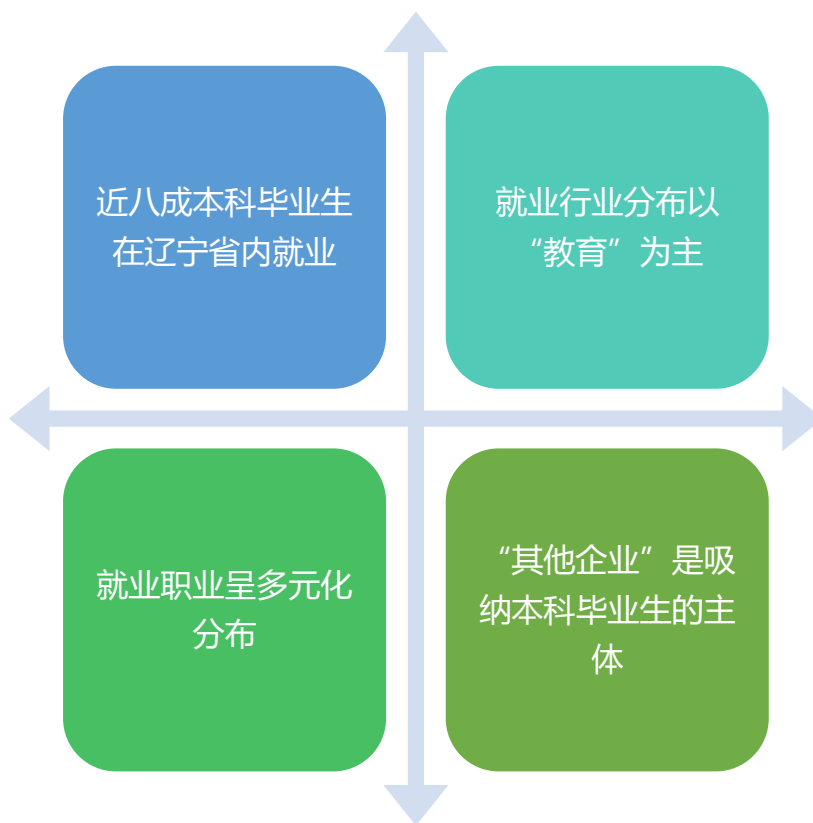 近八成本科毕业生
在辽宁省内就业
就业行业分布以
“教育”为主
就业职业呈多元化
分布
“其他企业”是吸
纳本科毕业生的主
体